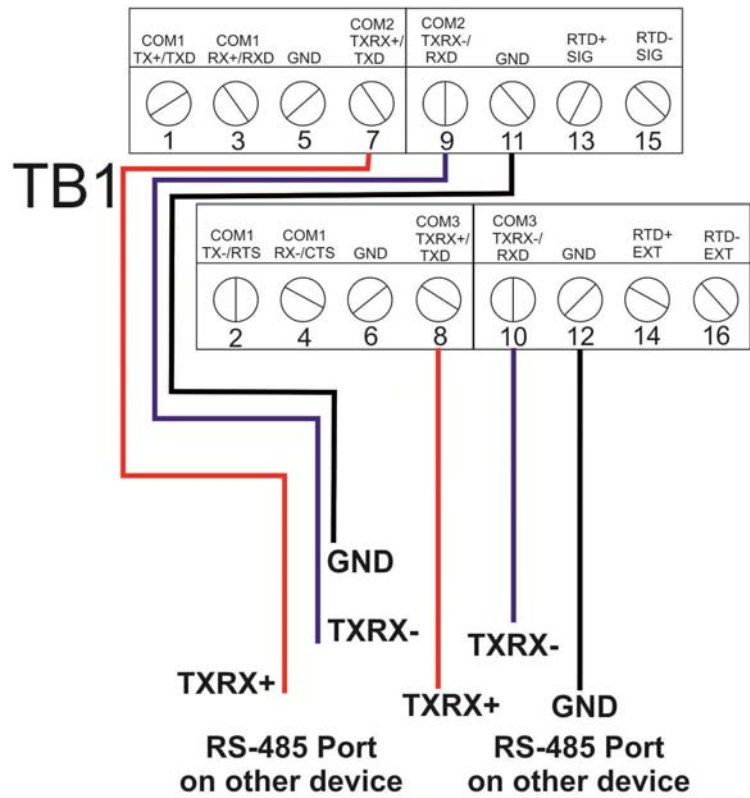 COM1 TX+/TXD
COM1 RX+/RXD
GND
COM2 TXRX+/ TXD
COM2 TXRX-/ RXD
GND
RTD+ SIG
RTD- SIG
1 3 5 7 9 11 13 15
TB1
COM1 TX-/RTS
COM1 RX-/CTS
GND
COM3 TXRX+/ TXD
COM3 TXRX-/ RXD
GND
RTD+ EXT
RTD- EXT
2 4 6 8 10 12 14 16
GND
TXRX-
TXRX+
TXRX-
TXRX+
GND
RS-485 Port
on other device
RS-485 Port
on other device